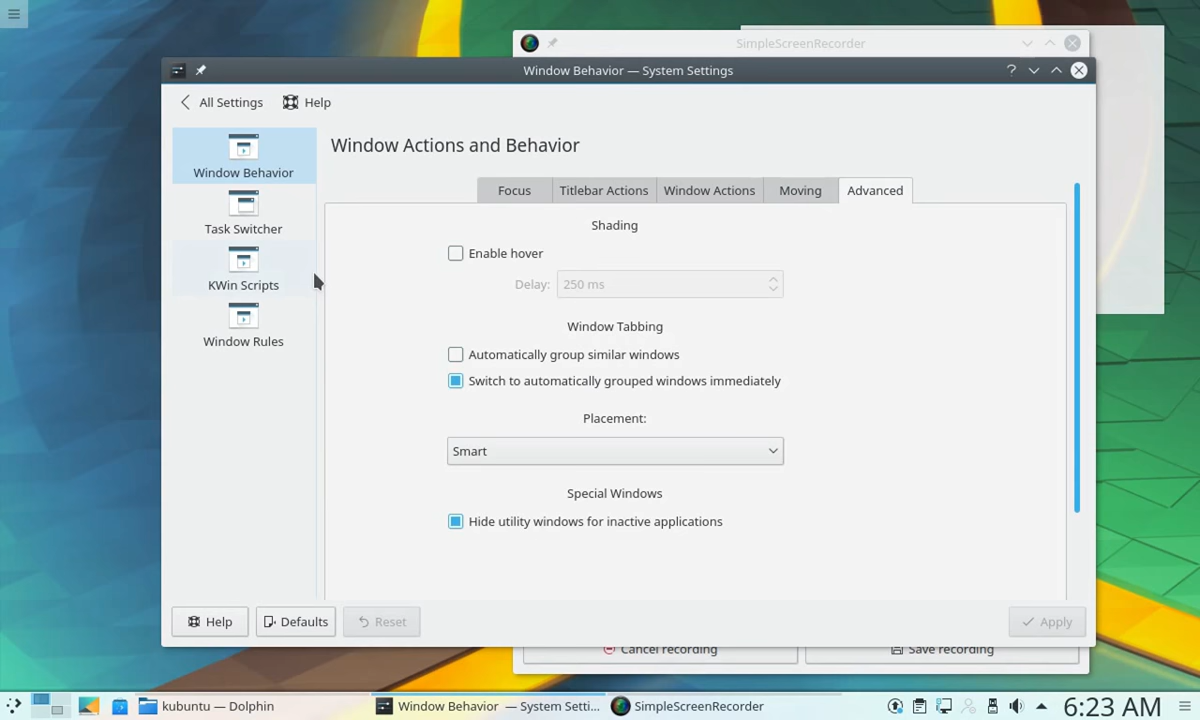 SimpleScreenRecorder
Window Behavior — System Settings
All Settings
Help
Window Behavior
Task Switcher
KWin Scripts
Window Rules
Window Actions and Behavior
Focus
Titlebar Actions
Window Actions
Moving
Advanced
Shading
Enable hover
Delay:
250 ms
Window Tabbing
Automatically group similar windows
Switch to automatically grouped windows immediately
Placement:
Smart
Special Windows
Hide utility windows for inactive applications
Help
Defaults
Reset
Apply
Cancel recording
Save recording
kubuntu — Dolphin
Window Behavior — System Setti...
SimpleScreenRecorder
6:23 AM